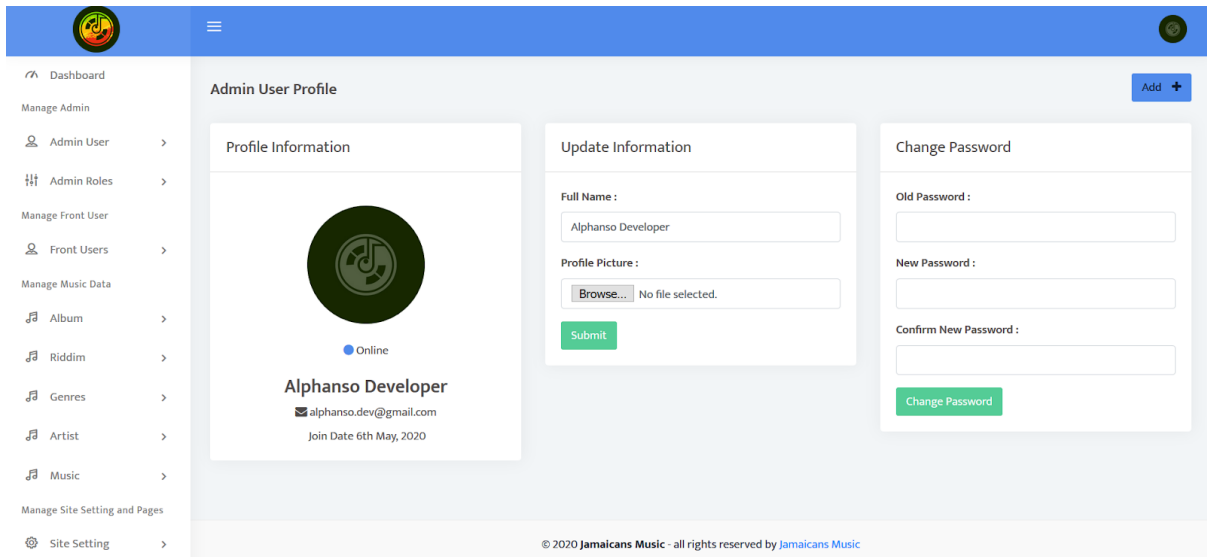 Dashboard
Manage Admin
Admin User
Admin Roles
Manage Front User
Front Users
Manage Music Data
Album
Riddim
Genres
Artist
Music
Manage Site Setting and Pages
Site Setting
Admin User Profile
Add
Profile Information
Online
Alphanso Developer
alphanso.dev@gmail.com
Join Date 6th May, 2020
Update Information
Full Name :
Alphanso Developer
Profile Picture :
Browse... No file selected.
Submit
Change Password
Old Password :
New Password :
Confirm New Password :
Change Password
© 2020 Jamaicans Music - all rights reserved by Jamaicans Music